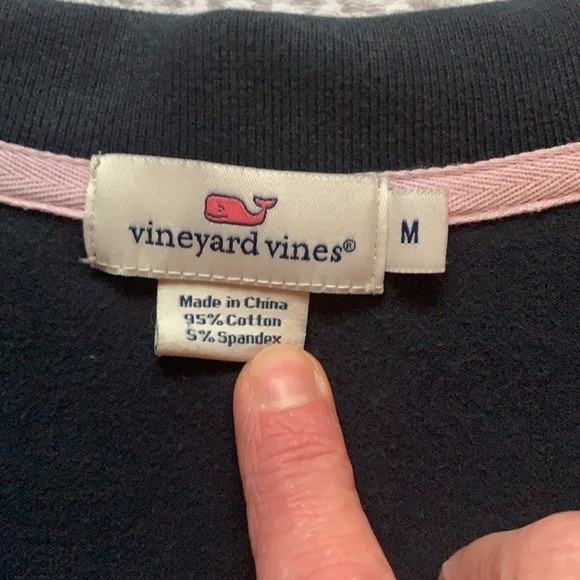 vineyard vines®
M
Made in China
95% Cotton
5% Spandex